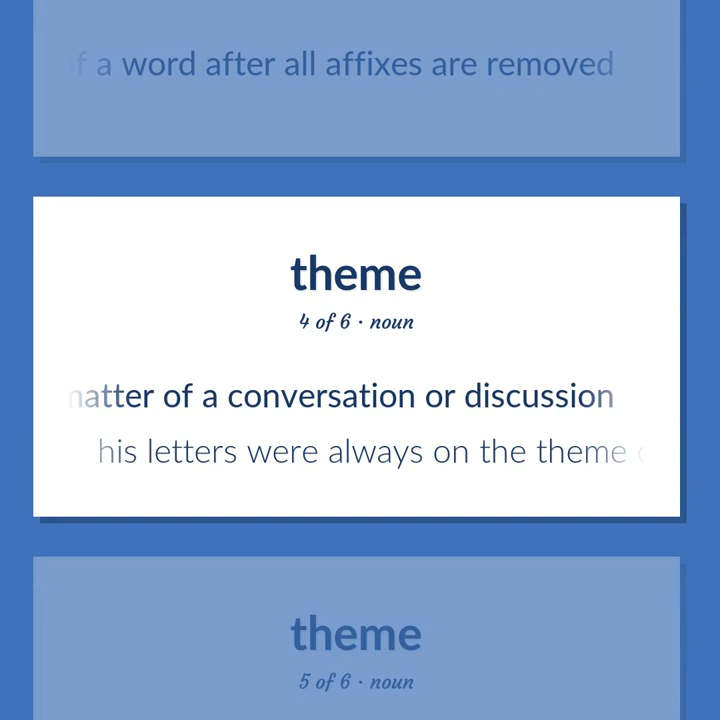 a word after all affixes are removed
theme
4 of 6 · noun
of a conversation or discussion
his letters were always on the theme
theme
5 of 6 · noun